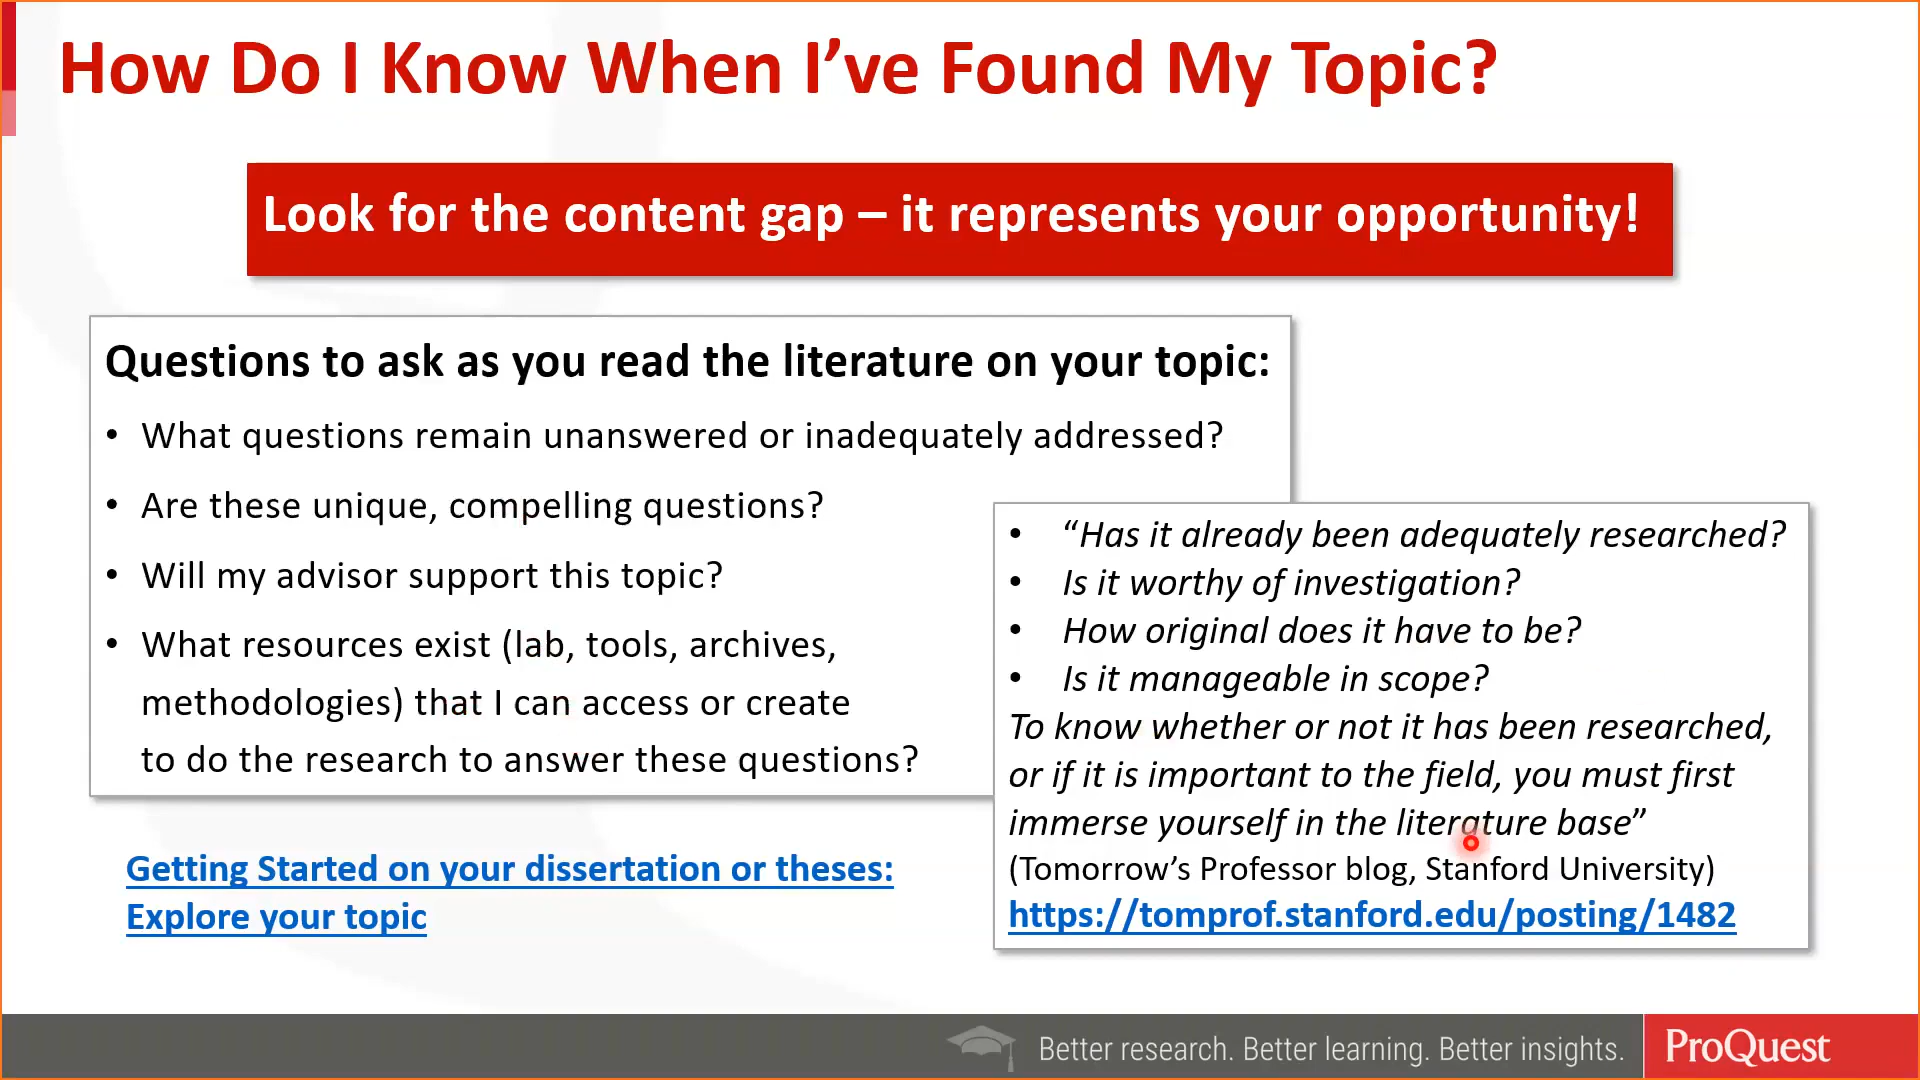 How Do I Know When I’ve Found My Topic?
Look for the content gap – it represents your opportunity!
Questions to ask as you read the literature on your topic:
• What questions remain unanswered or inadequately addressed?
• Are these unique, compelling questions?
• Will my advisor support this topic?
• What resources exist (lab, tools, archives,
methodologies) that I can access or create
to do the research to answer these questions?
• “Has it already been adequately researched?
• Is it worthy of investigation?
• How original does it have to be?
• Is it manageable in scope?
To know whether or not it has been researched,
or if it is important to the field, you must first
immerse yourself in the literature base”
(Tomorrow’s Professor blog, Stanford University)
https://tomprof.stanford.edu/posting/1482
Getting Started on your dissertation or theses:
Explore your topic
Better research. Better learning. Better insights.
ProQuest